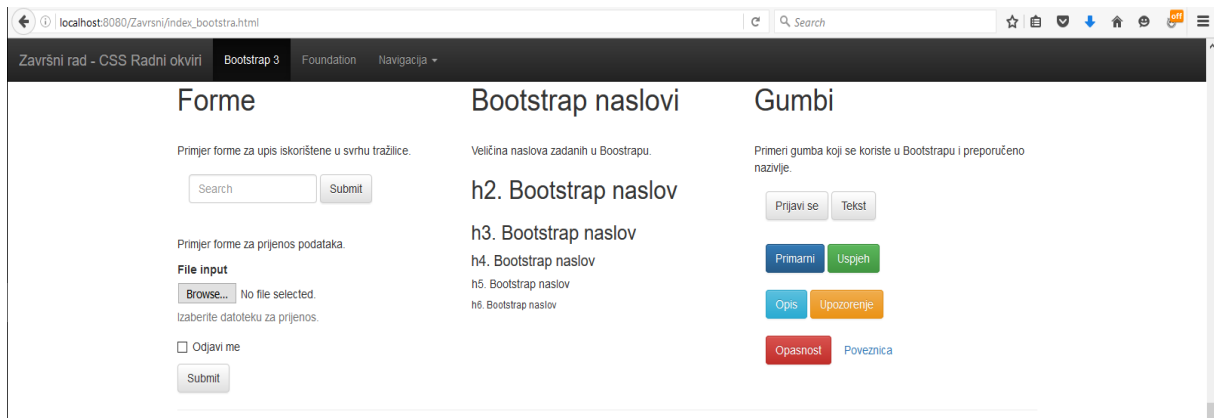 localhost:8080/Zavrsni/index_bootstra.html
Search
off
Završni rad - CSS Radni okviri Bootstrap 3 Foundation Navigacija
Forme
Primjer forme za upis iskorištene u svrhu tražilice.
Search Submit
Primjer forme za prijenos podataka.
File input
Browse... No file selected.
Izaberite datoteku za prijenos.
Odjavi me
Submit
Bootstrap naslovi
Veličina naslova zadanih u Boostrapu.
h2. Bootstrap naslov
h3. Bootstrap naslov
h4. Bootstrap naslov
h5. Bootstrap naslov
h6. Bootstrap naslov
Gumbi
Primeri gumba koji se koriste u Bootstrapu i preporučeno
nazivlje.
Prijavi se Tekst
Primarni Uspjeh
Opis Upozorenje
Opasnost Poveznica